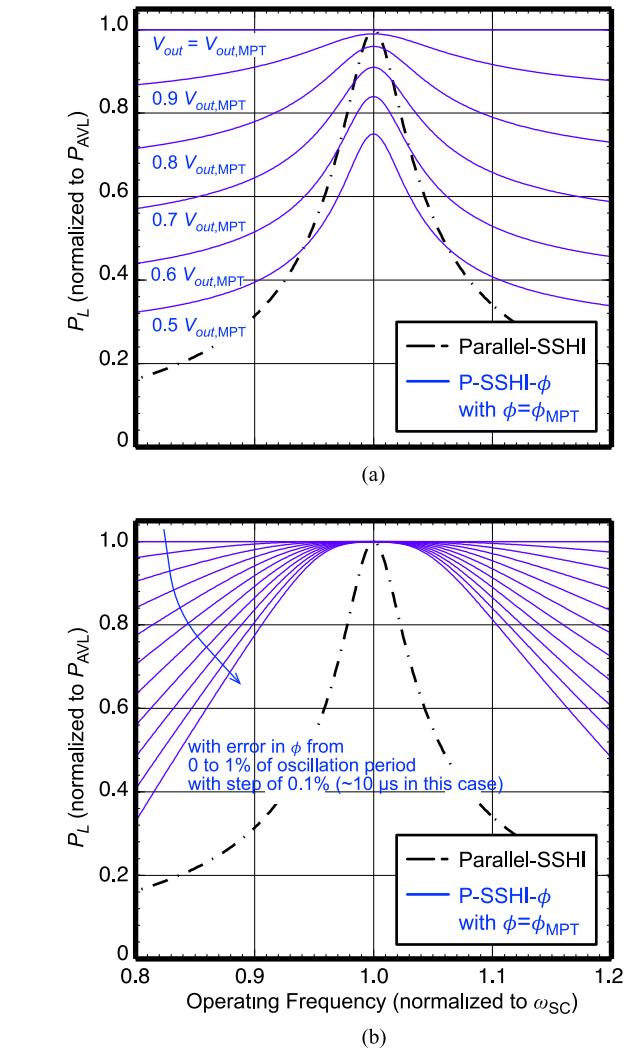 (a)
1.0
0.8
0.6
0.4
0.2
0
P_L (normalized to P_AVL)
V_out = V_out,MPT
0.9 V_out,MPT
0.8 V_out,MPT
0.7 V_out,MPT
0.6 V_out,MPT
0.5 V_out,MPT
Parallel-SSHI
P-SSHI-ϕ
with ϕ=ϕ_MPT
(a)
1.0
0.8
0.6
0.4
0.2
0
P_L (normalized to P_AVL)
with error in ϕ from
0 to 1% of oscillation period
with step of 0.1% (~10 µs in this case)
Parallel-SSHI
P-SSHI-ϕ
with ϕ=ϕ_MPT
0.8 0.9 1.0 1.1 1.2
Operating Frequency (normalized to ω_SC)
(b)